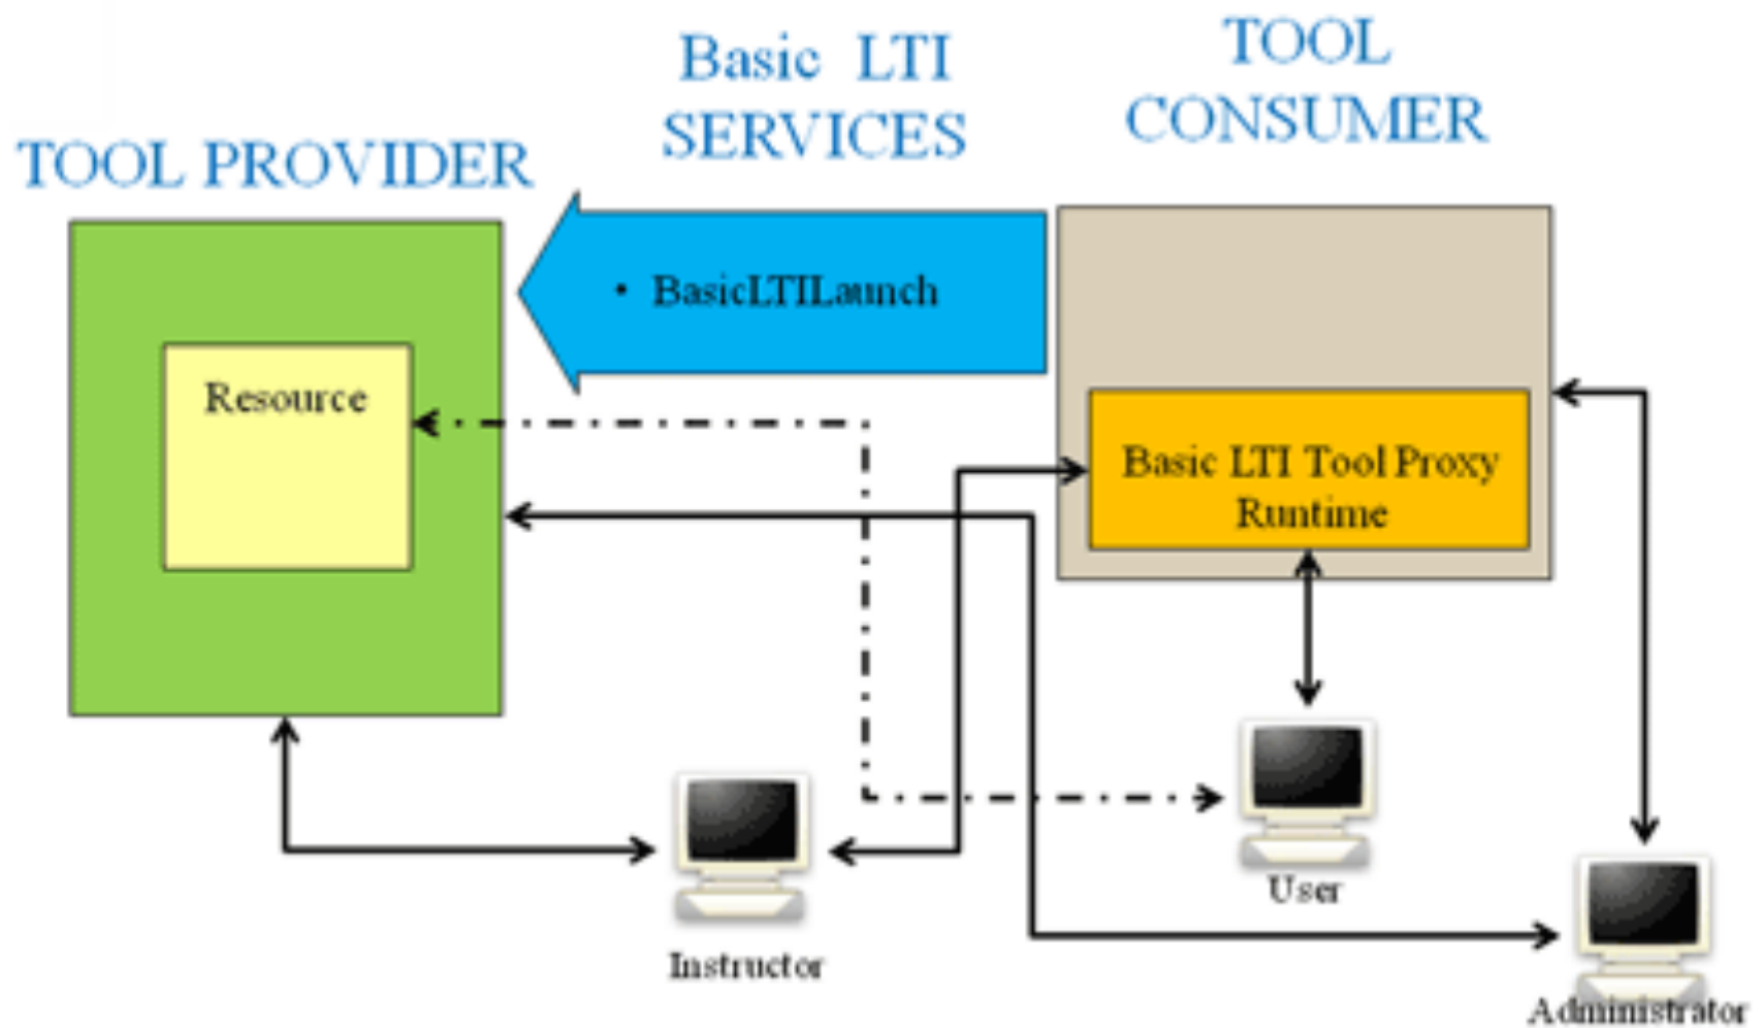 Basic LTI
SERVICES
TOOL
CONSUMER
TOOL PROVIDER
• BasicLTILaunch
Resource
Basic LTI Tool Proxy
Runtime
User
Instructor
Administrator